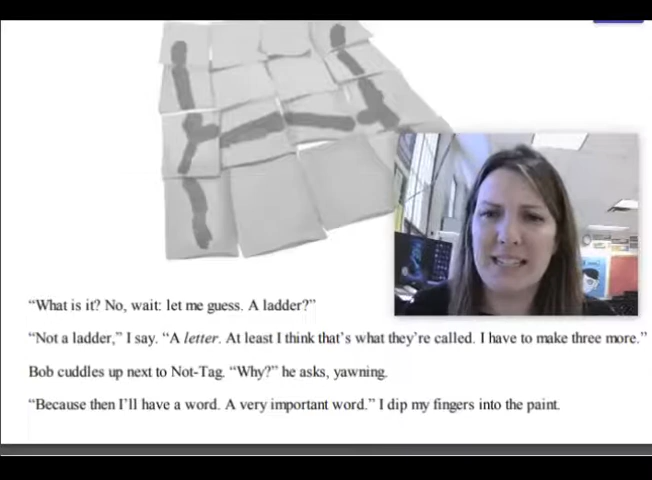 “What is it? No, wait: let me guess. A ladder?”
“Not a ladder,” I say. “A letter. At least I think that’s what they’re called. I have to make three more.”
Bob cuddles up next to Not-Tag. “Why?” he asks, yawning.
“Because then I’ll have a word. A very important word.” I dip my fingers into the paint.